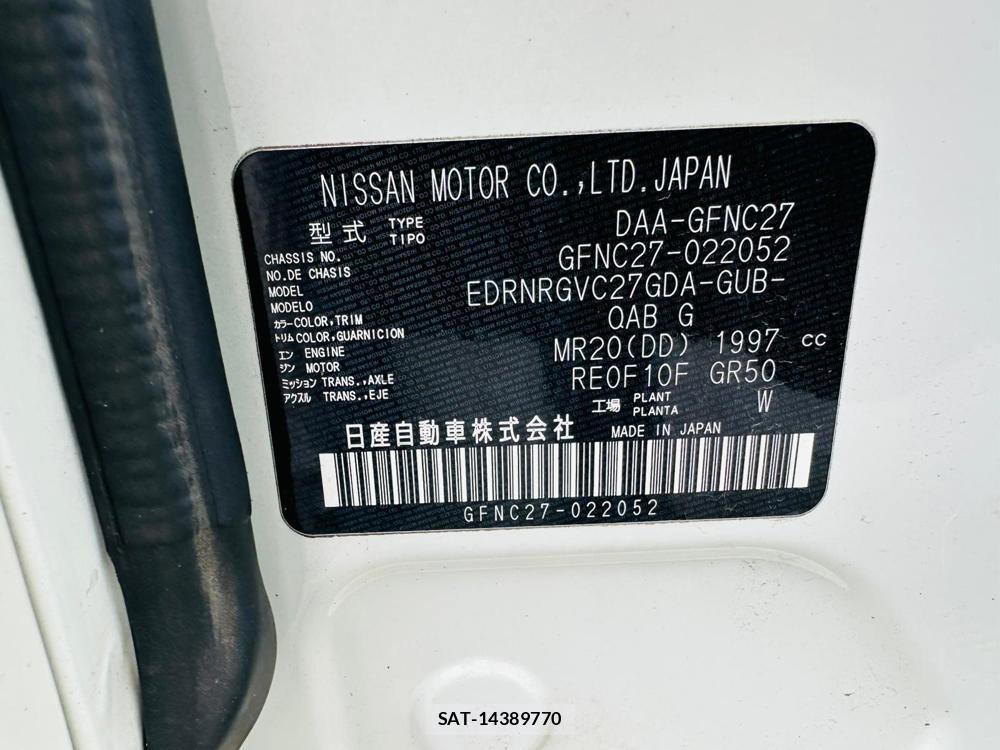 NISSAN MOTOR CO.,LTD.JAPAN
型式 TYPE TIPO DAA-GFNC27
CHASSIS NO. NO.DE CHASIS GFNC27-022052
MODEL MODELO EDRNRGVC27GDA-GUB-
カラー COLOR,TRIM トリム COLOR,GUARNICION QAB G
エンジン ENGINE MOTOR MR20(DD) 1997 cc
ミッション TRANS.,AXLE アクスル TRANS.,EJE RE0F10F GR50
工場 PLANT PLANTA W
日産自動車株式会社 MADE IN JAPAN
GFNC27-022052
SAT-14389770